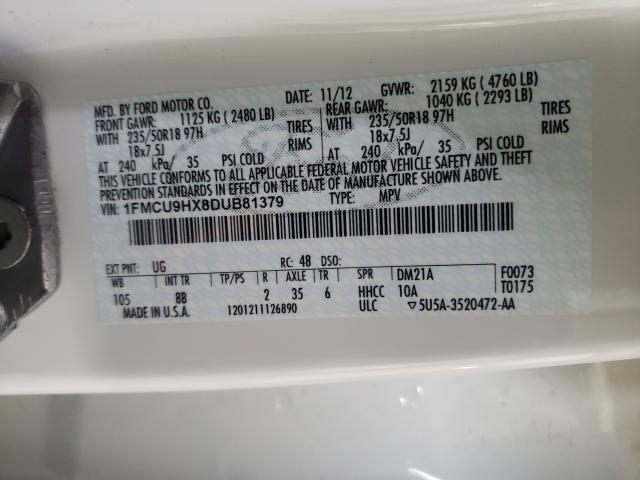 MFD. BY FORD MOTOR CO. DATE: 11/12 GVWR: 2159 KG ( 4760 LB)
FRONT GAWR: 1125 KG ( 2480 LB) REAR GAWR: 1040 KG ( 2293 LB)
WITH 235/50R18 97H TIRES WITH 235/50R18 97H TIRES
18x7.5J RIMS 18x7.5J RIMS
AT 240 kPa/ 35 PSI COLD AT 240 kPa/ 35 PSI COLD
THIS VEHICLE CONFORMS TO ALL APPLICABLE FEDERAL MOTOR VEHICLE SAFETY AND THEFT
PREVENTION STANDARDS IN EFFECT ON THE DATE OF MANUFACTURE SHOWN ABOVE.
VIN: 1FMCU9HX8DUB81379 TYPE: MPV
EXT PNT: UG RC: 48 DSO:
WB INT TR TP/PS R AXLE TR SPR DM21A F0073
105 8B 2 35 6 HHCC 10A T0175
MADE IN U.S.A. 1201211126890 ULC ▽5U5A-3520472-AA